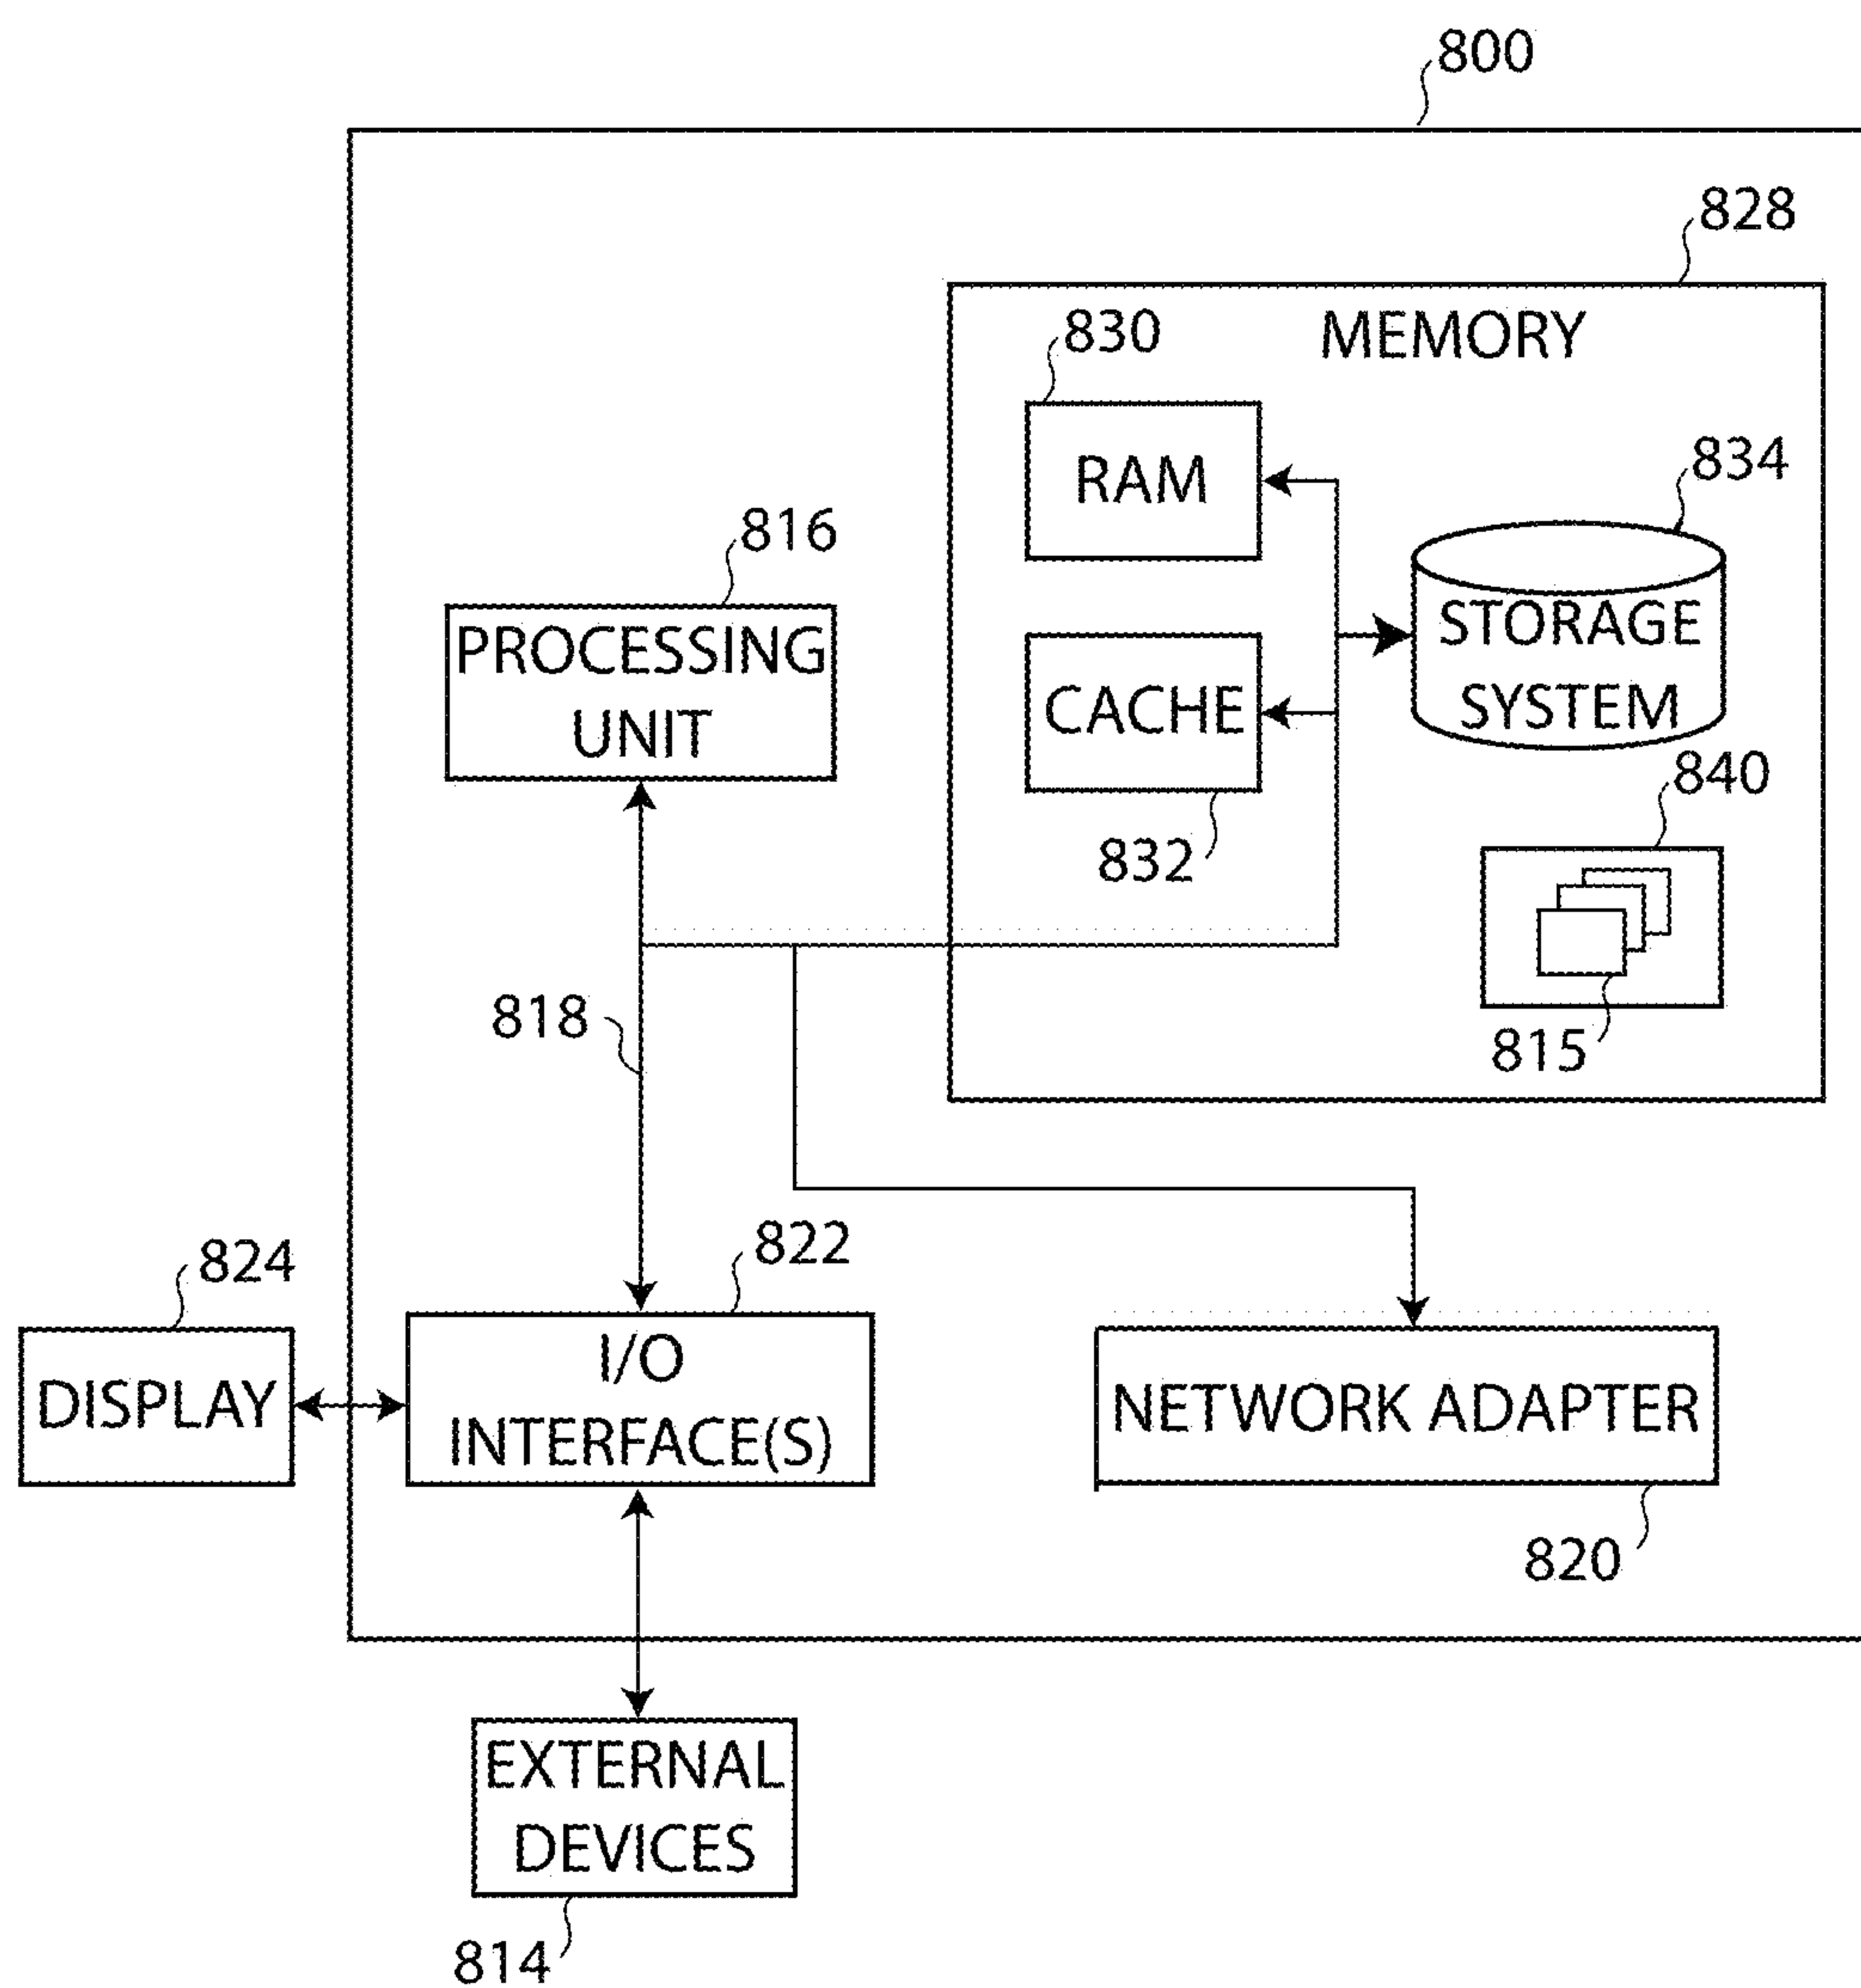 800
828
MEMORY
830
RAM
834
816
PROCESSING
UNIT
STORAGE
SYSTEM
CACHE
832
840
815
818
822
824
I/O
INTERFACE(S)
DISPLAY
NETWORK ADAPTER
820
EXTERNAL
DEVICES
814